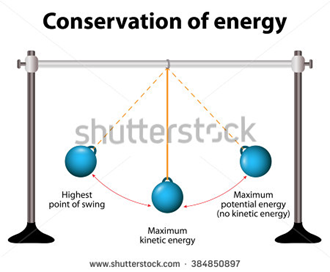 Conservation of energy
shutterstock
Highest
point of swing
Maximum
kinetic energy
Maximum
potential energy
(no kinetic energy)
www.shutterstock.com · 384850897